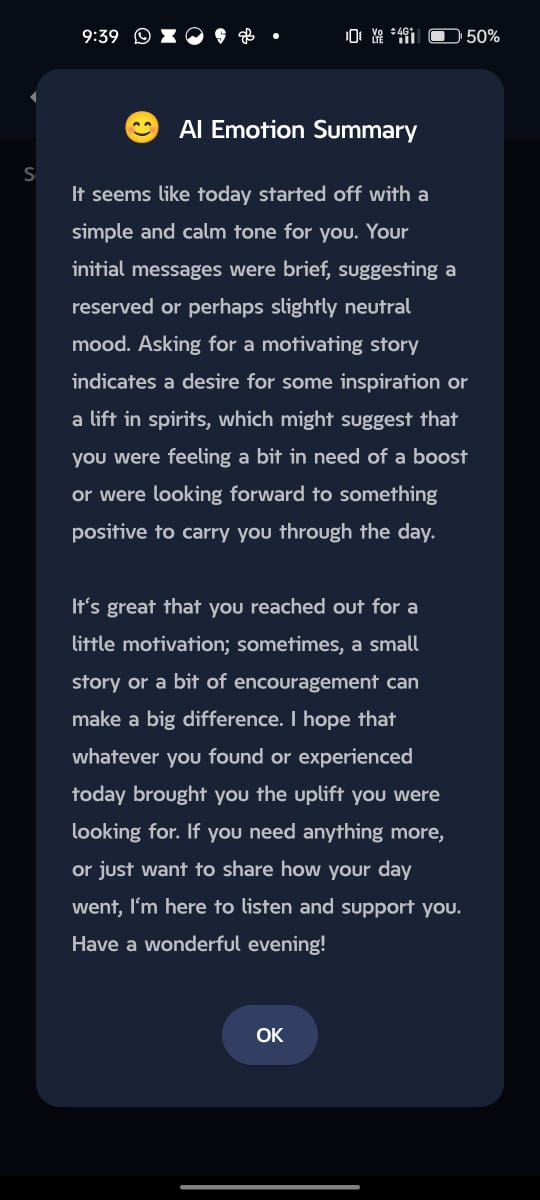 9:39 Vo LTE 4G+ 50%
S
😊 AI Emotion Summary
It seems like today started off with a
simple and calm tone for you. Your
initial messages were brief, suggesting a
reserved or perhaps slightly neutral
mood. Asking for a motivating story
indicates a desire for some inspiration or
a lift in spirits, which might suggest that
you were feeling a bit in need of a boost
or were looking forward to something
positive to carry you through the day.
It's great that you reached out for a
little motivation; sometimes, a small
story or a bit of encouragement can
make a big difference. I hope that
whatever you found or experienced
today brought you the uplift you were
looking for. If you need anything more,
or just want to share how your day
went, I'm here to listen and support you.
Have a wonderful evening!
OK